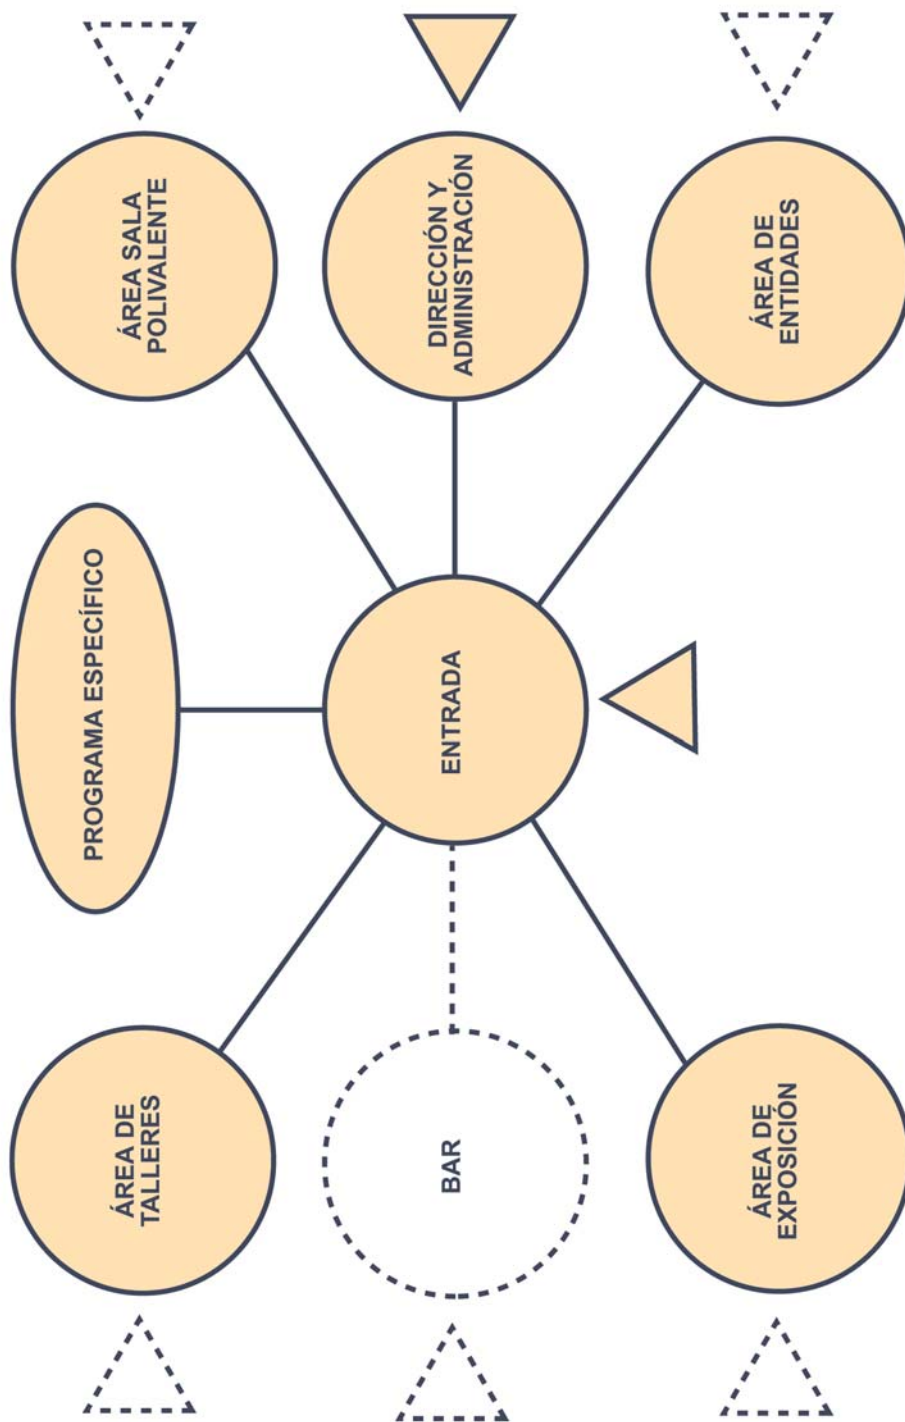 PROGRAMA ESPECÍFICO
ÁREA DE
TALLERES
ÁREA SALA
POLIVALENTE
BAR
ENTRADA
DIRECCIÓN Y
ADMINISTRACIÓN
ÁREA DE
EXPOSICIÓN
ÁREA DE
ENTIDADES